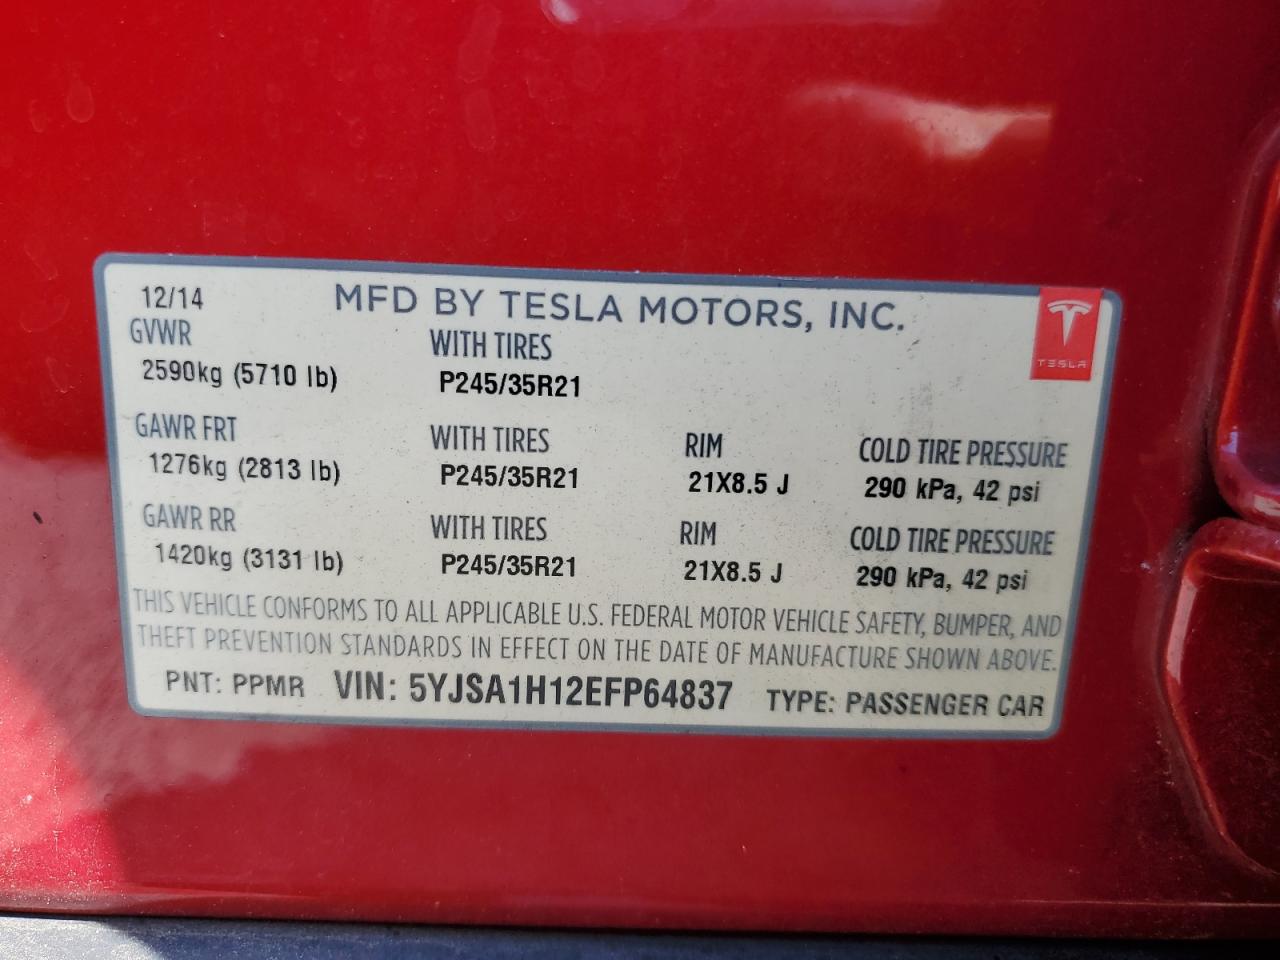 12/14 MFD BY TESLA MOTORS, INC.
TESLA
GVWR WITH TIRES
2590kg (5710 lb) P245/35R21
GAWR FRT WITH TIRES RIM COLD TIRE PRESSURE
1276kg (2813 lb) P245/35R21 21X8.5 J 290 kPa, 42 psi
GAWR RR WITH TIRES RIM COLD TIRE PRESSURE
1420kg (3131 lb) P245/35R21 21X8.5 J 290 kPa, 42 psi
THIS VEHICLE CONFORMS TO ALL APPLICABLE U.S. FEDERAL MOTOR VEHICLE SAFETY, BUMPER, AND
THEFT PREVENTION STANDARDS IN EFFECT ON THE DATE OF MANUFACTURE SHOWN ABOVE.
PNT: PPMR VIN: 5YJSA1H12EFP64837 TYPE: PASSENGER CAR